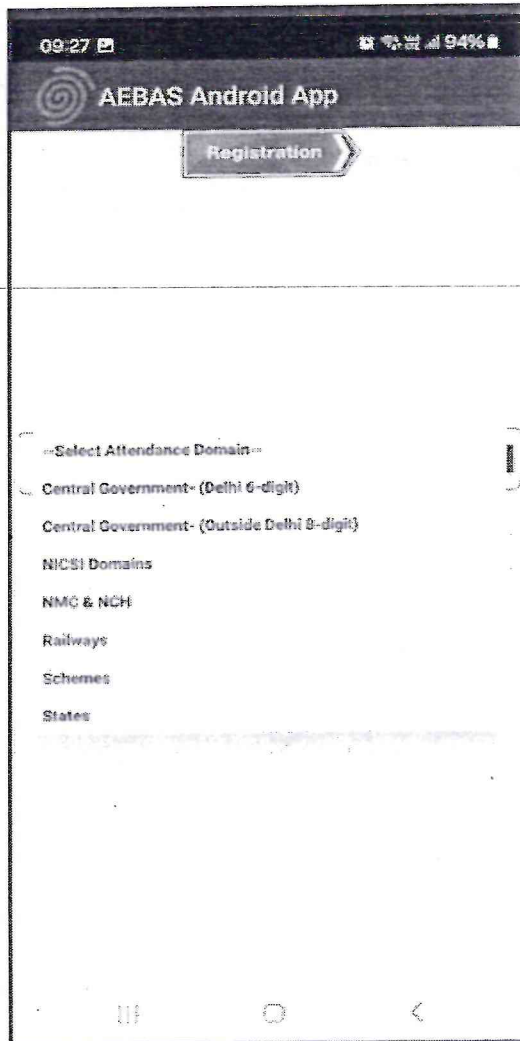 09:27
94%
AEBAS Android App
Registration
--Select Attendance Domain--
Central Government- (Delhi 6-digit)
Central Government- (Outside Delhi 8-digit)
NICSI Domains
NMC & NCH
Railways
Schemes
States